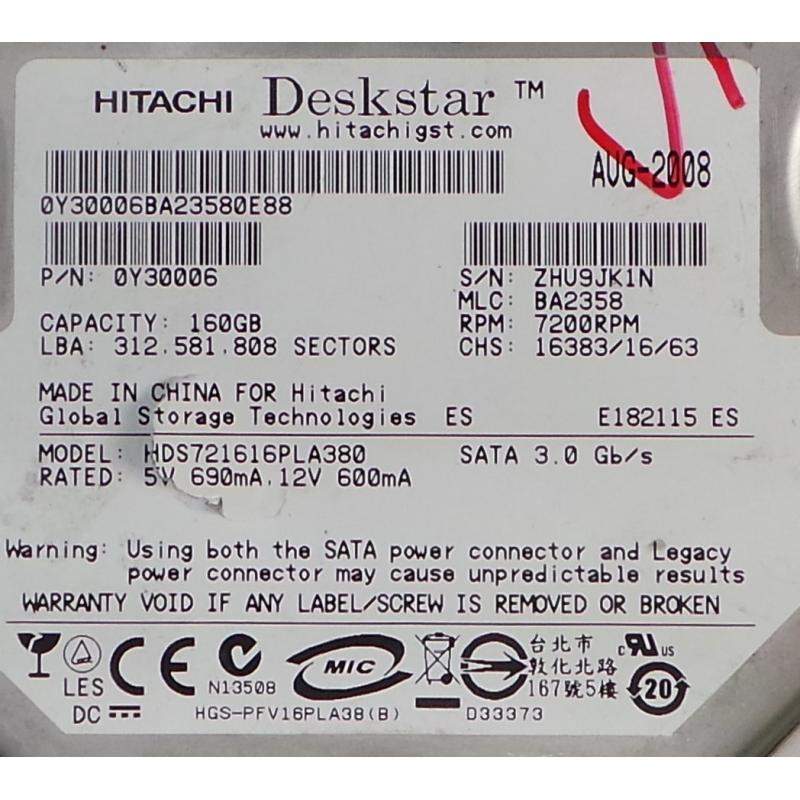 HITACHI Deskstar ™
www.hitachigst.com
AUG-2008
0Y30006BA23580E88
P/N: 0Y30006
S/N: ZHU9JK1N
MLC: BA2358
CAPACITY: 160GB
RPM: 7200RPM
LBA: 312.581.808 SECTORS
CHS: 16383/16/63
MADE IN CHINA FOR Hitachi
Global Storage Technologies ES E182115 ES
MODEL: HDS721616PLA380 SATA 3.0 Gb/s
RATED: 5V 690mA, 12V 600mA
Warning: Using both the SATA power connector and Legacy
power connector may cause unpredictable results
WARRANTY VOID IF ANY LABEL/SCREW IS REMOVED OR BROKEN
LES
DC
CE
N13508
MIC
HGS-PFV16PLA38(B)
D33373
台北市
敦化北路
167號5樓
c RU us
20